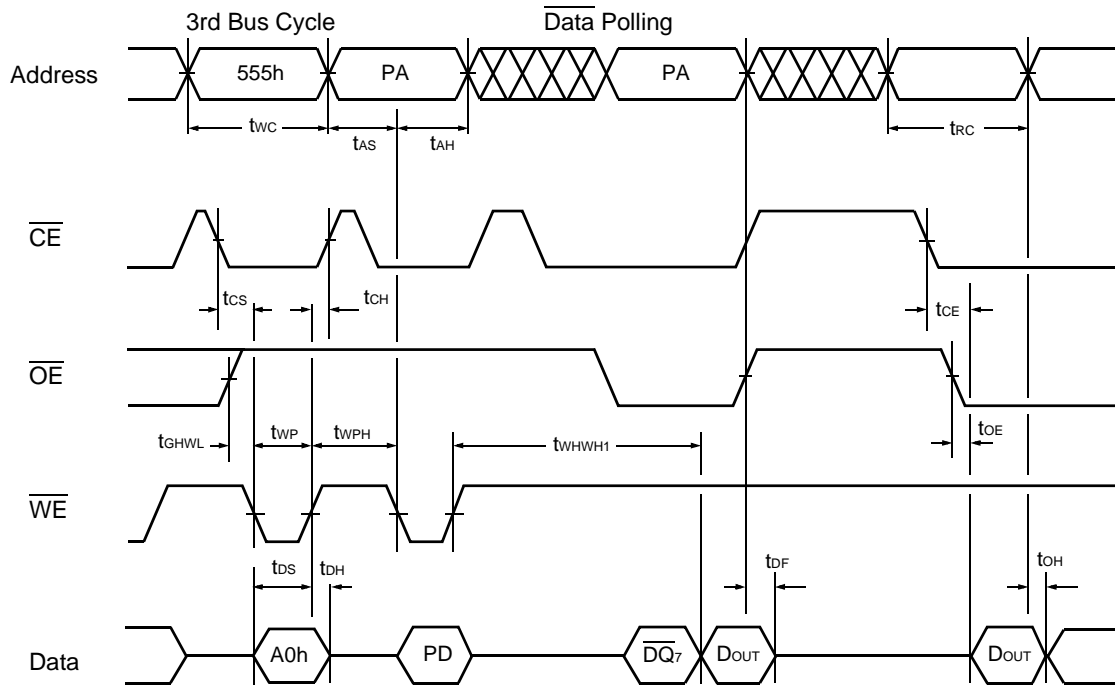 3rd Bus Cycle Data Polling
Address 555h PA PA
tWC tAS tAH tRC
CE
tCS tCH tCE
OE
tGHWL tWP tWPH tWHWH1 tOE
WE
tDS tDH tDF tOH
Data A0h PD DQ7 DOUT DOUT